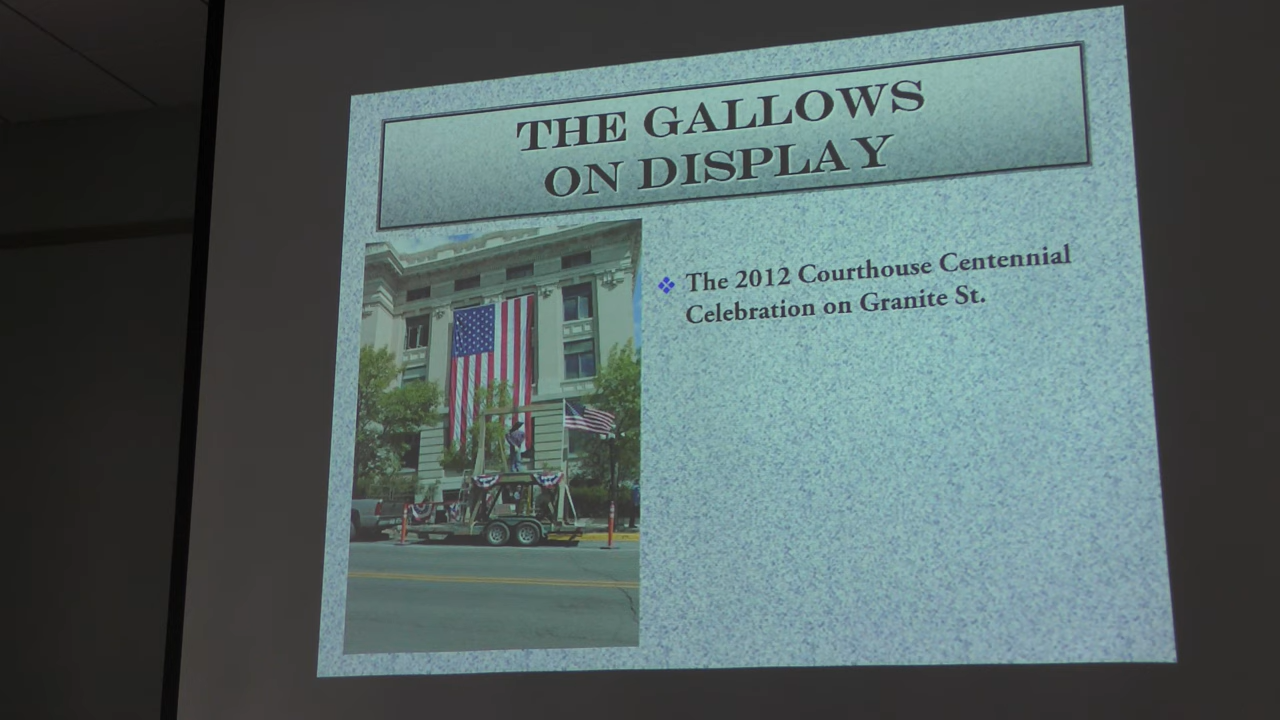 THE GALLOWS
ON DISPLAY
The 2012 Courthouse Centennial
Celebration on Granite St.